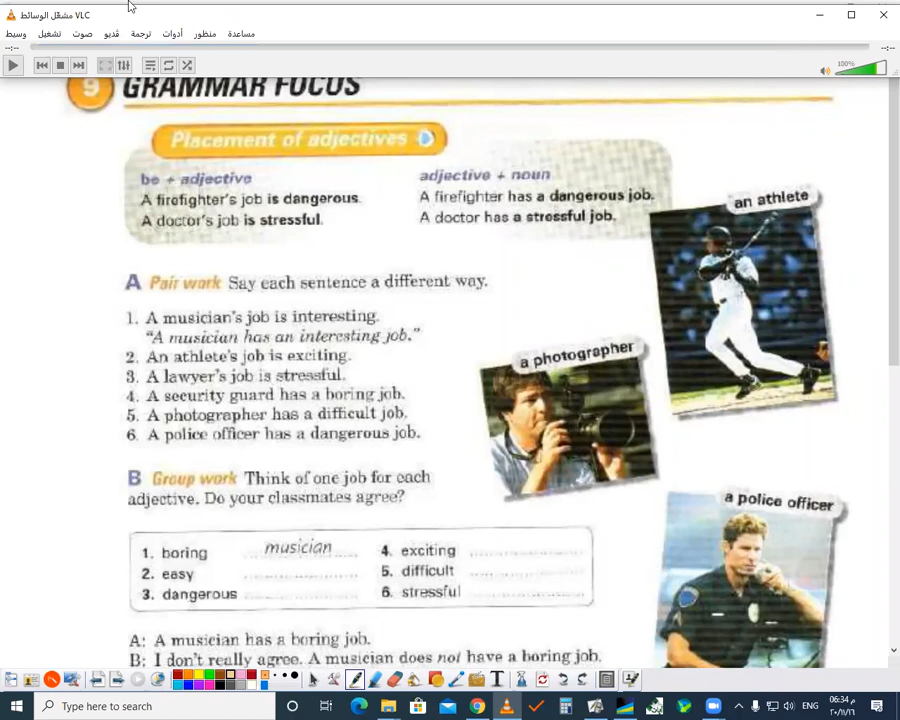 مشغّل الوسائط VLC
وسيط تشغيل صوت ڤديو ترجمة أدوات منظور مساعدة
--:-- --:--
100%
9 GRAMMAR FOCUS
Placement of adjectives
be + adjective
A firefighter's job is dangerous.
A doctor's job is stressful.
adjective + noun
A firefighter has a dangerous job.
A doctor has a stressful job.
an athlete
A Pair work Say each sentence a different way.
1. A musician's job is interesting.
"A musician has an interesting job."
2. An athlete's job is exciting.
3. A lawyer's job is stressful.
4. A security guard has a boring job.
5. A photographer has a difficult job.
6. A police officer has a dangerous job.
a photographer
B Group work Think of one job for each
adjective. Do your classmates agree?
a police officer
1. boring musician
2. easy
3. dangerous
4. exciting
5. difficult
6. stressful
A: A musician has a boring job.
B: I don't really agree. A musician does not have a boring job.
Type here to search
06:34 م